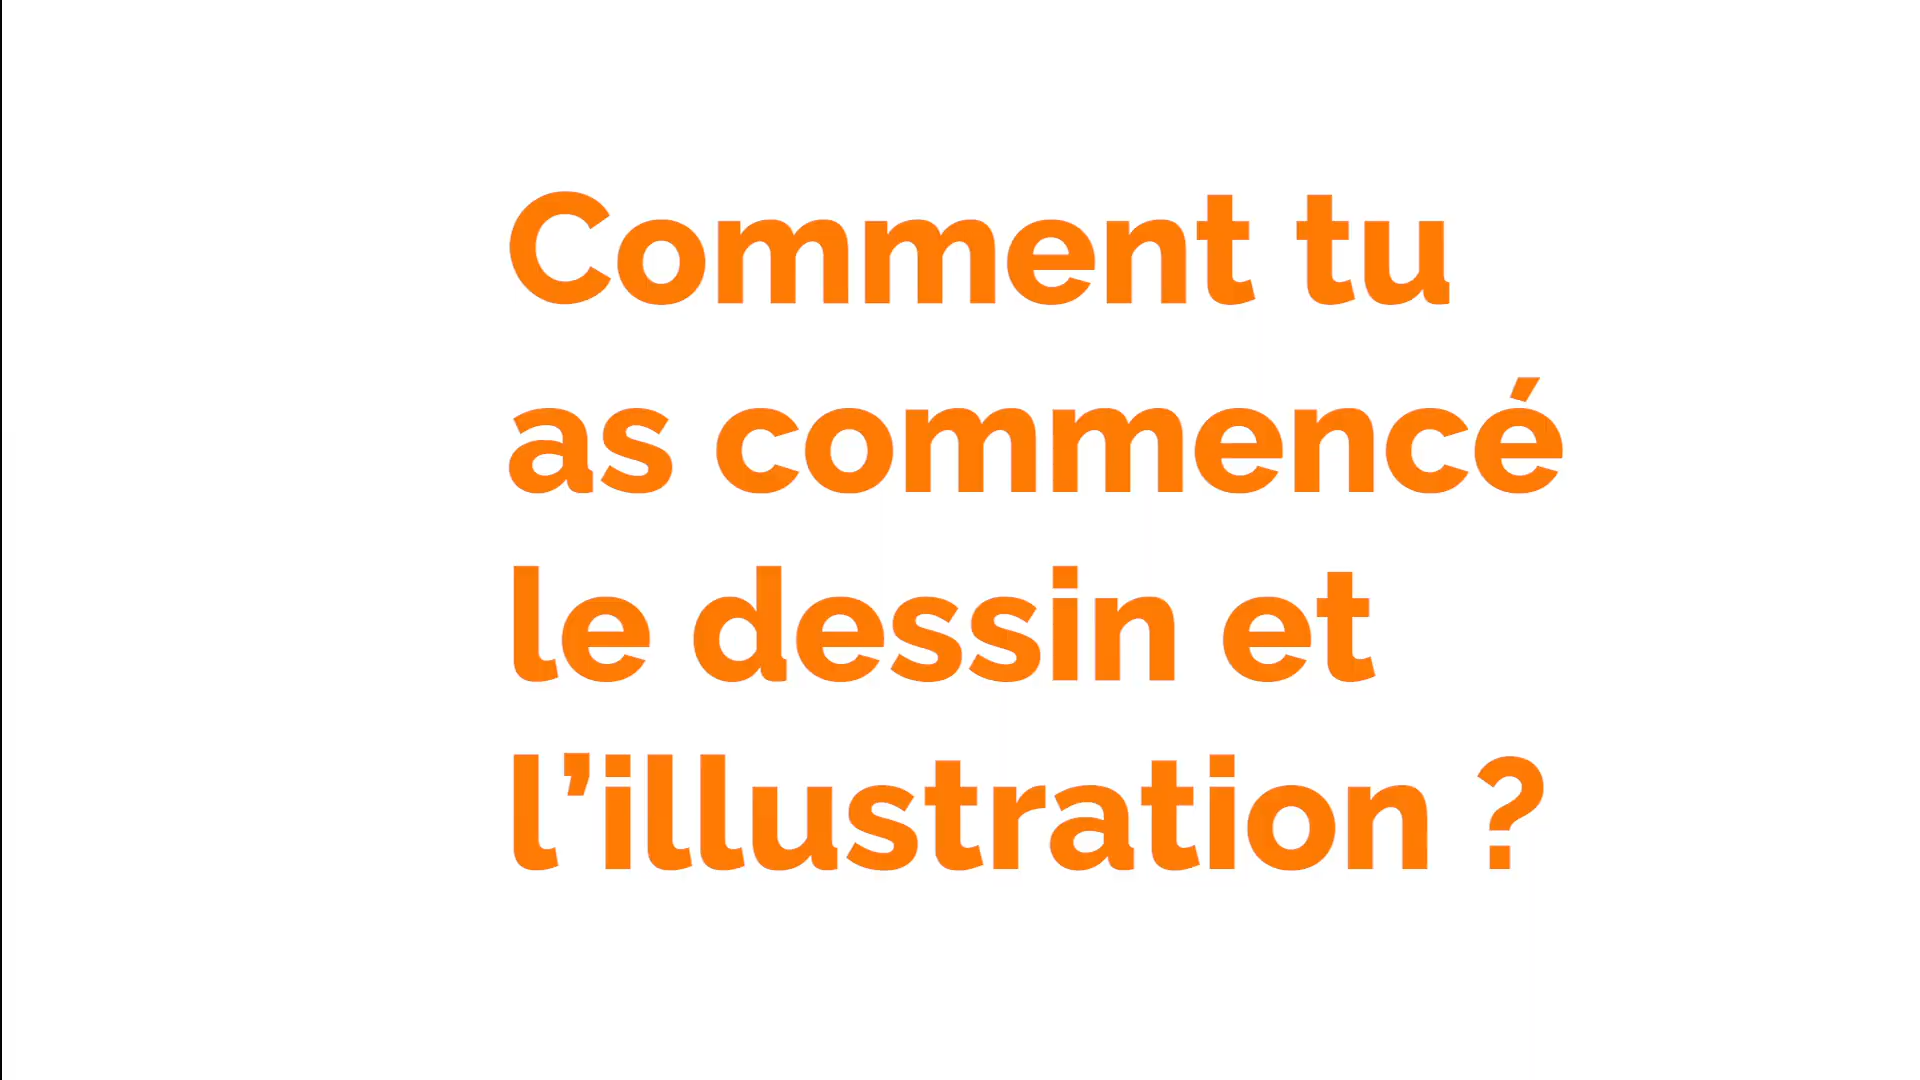 Comment tu
as commencé
le dessin et
l’illustration ?